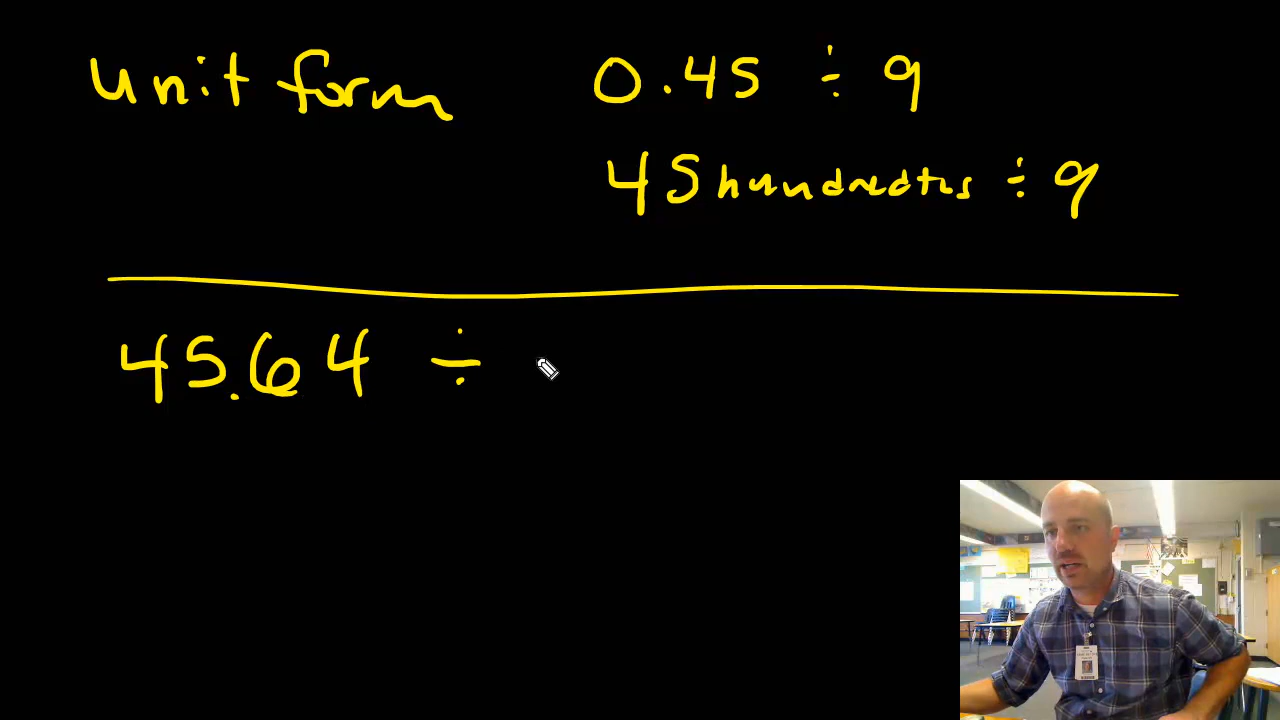 unit form 0.45 ÷ 9
45 hundredths ÷ 9
45.64 ÷